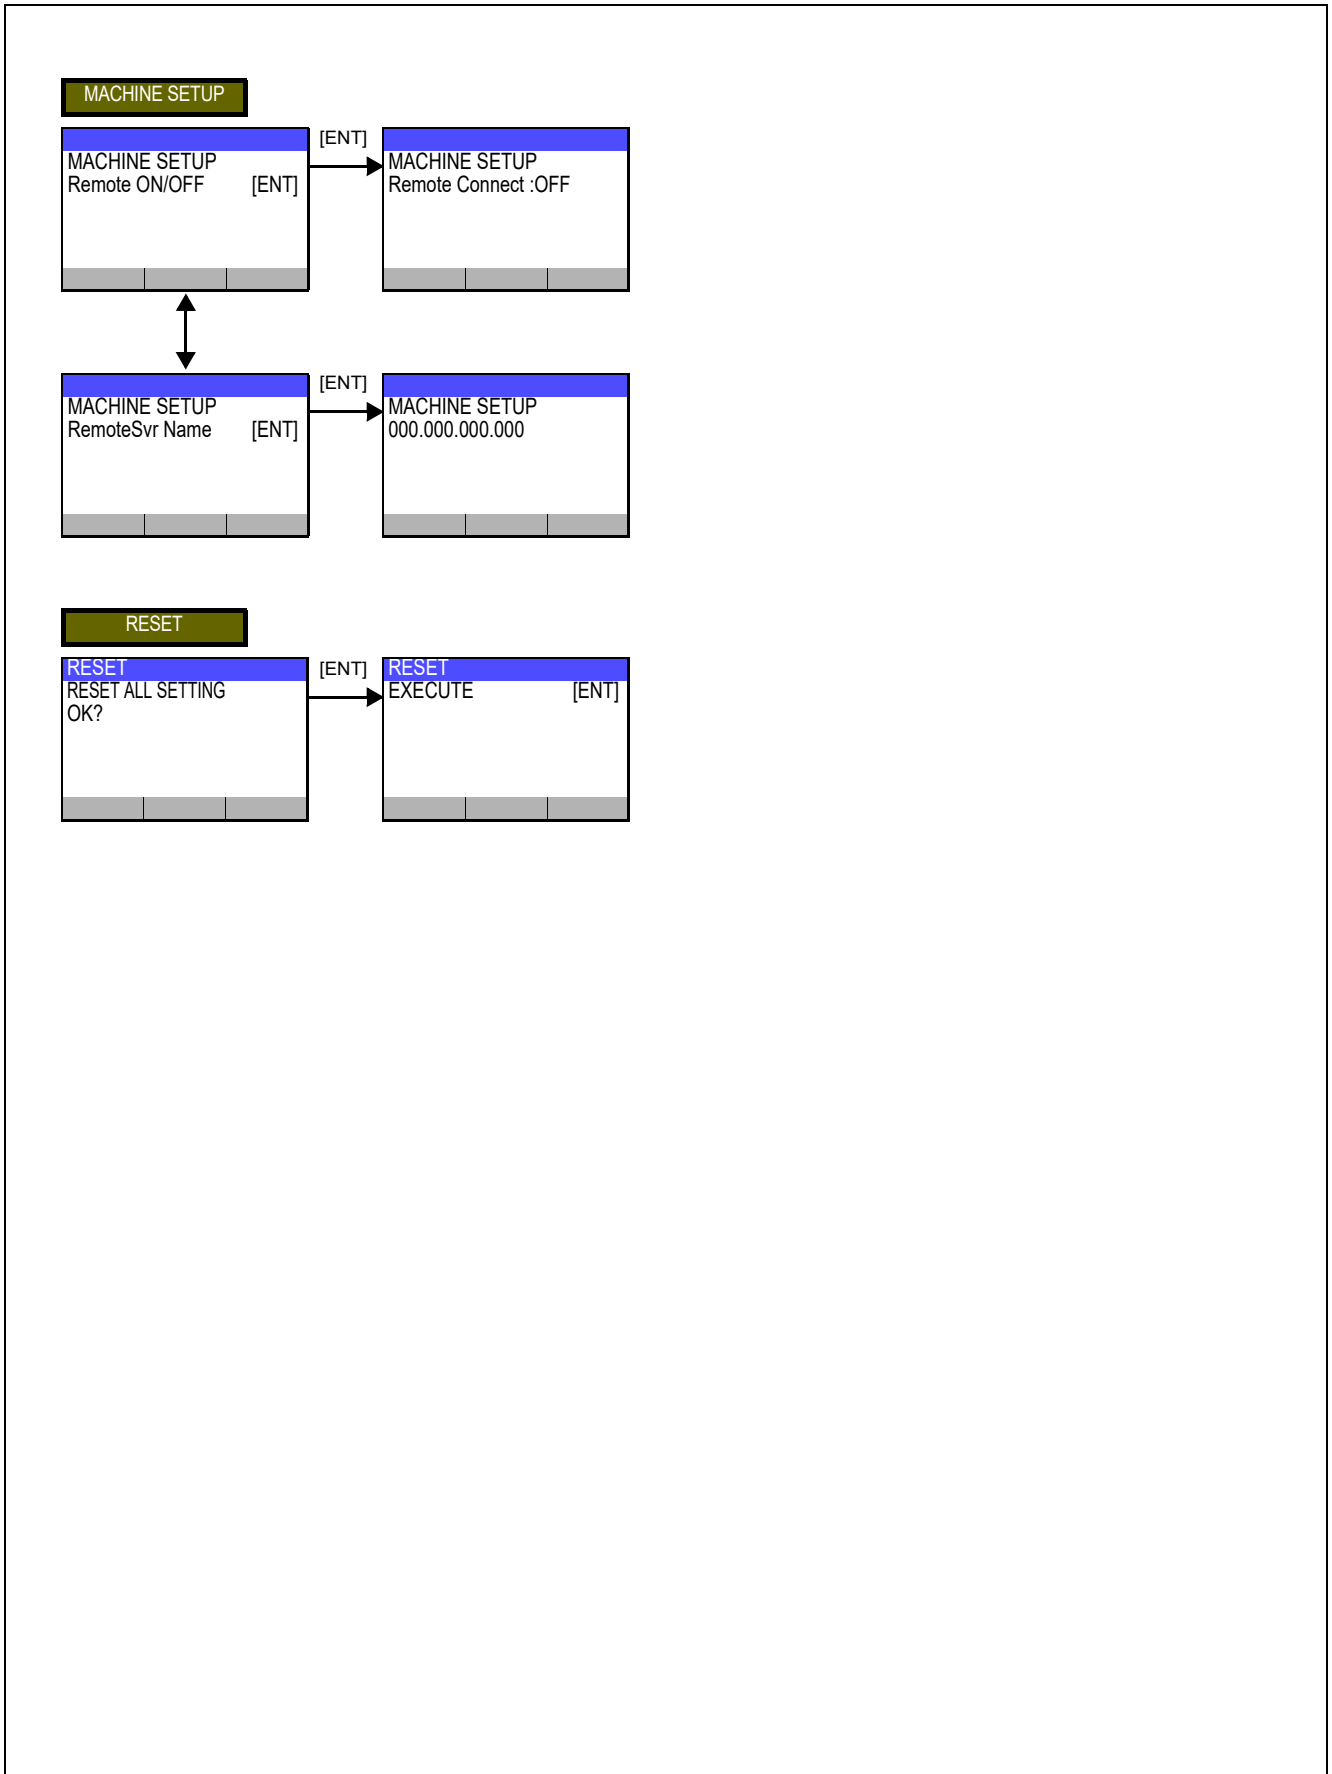 MACHINE SETUP
[ENT]
MACHINE SETUP
Remote ON/OFF [ENT]
MACHINE SETUP
Remote Connect :OFF
[ENT]
MACHINE SETUP
RemoteSvr Name [ENT]
MACHINE SETUP
000.000.000.000
RESET
RESET
RESET ALL SETTING
OK?
[ENT]
RESET
EXECUTE [ENT]